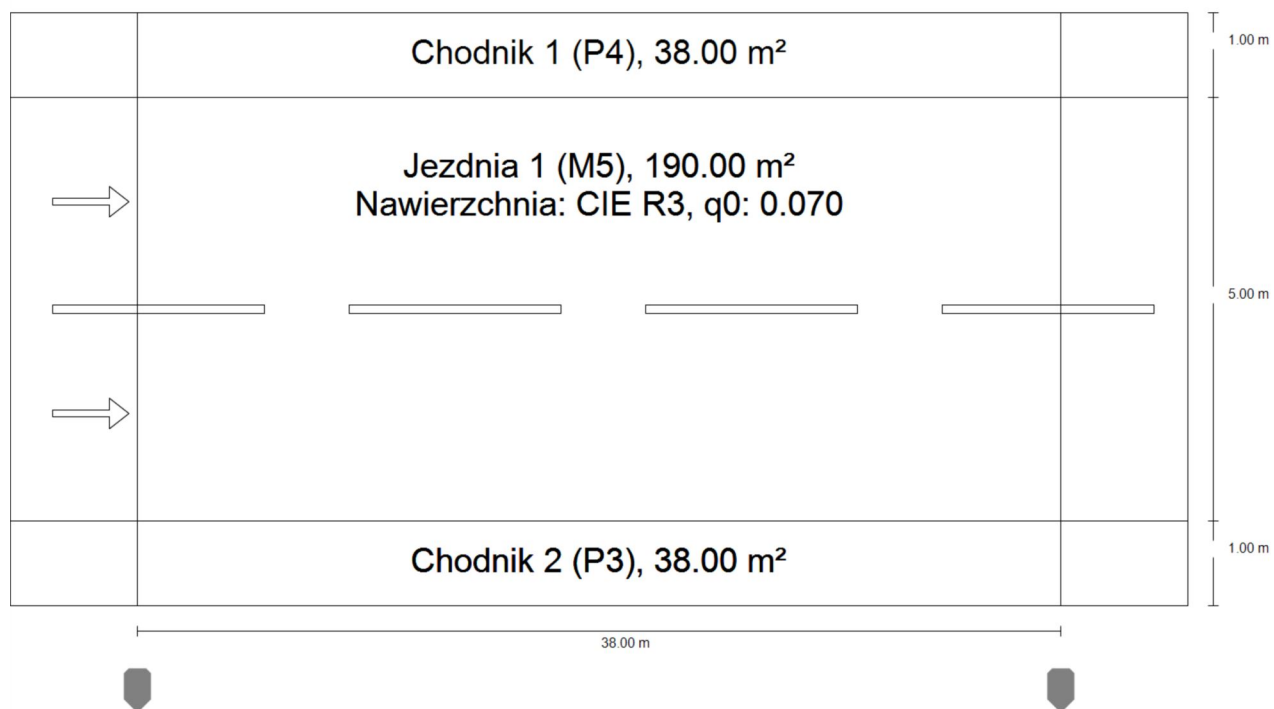 Chodnik 1 (P4), 38.00 m²
1.00 m
Jezdnia 1 (M5), 190.00 m²
Nawierzchnia: CIE R3, q0: 0.070
5.00 m
Chodnik 2 (P3), 38.00 m²
1.00 m
38.00 m